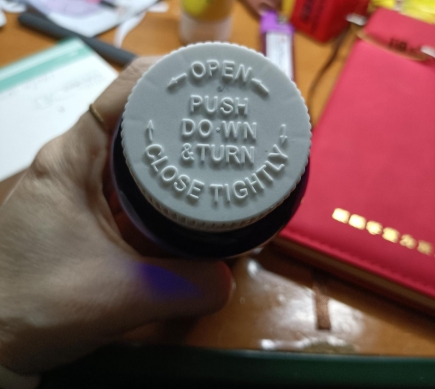 OPEN
PUSH
DO-WN
&TURN
CLOSE TIGHTLY